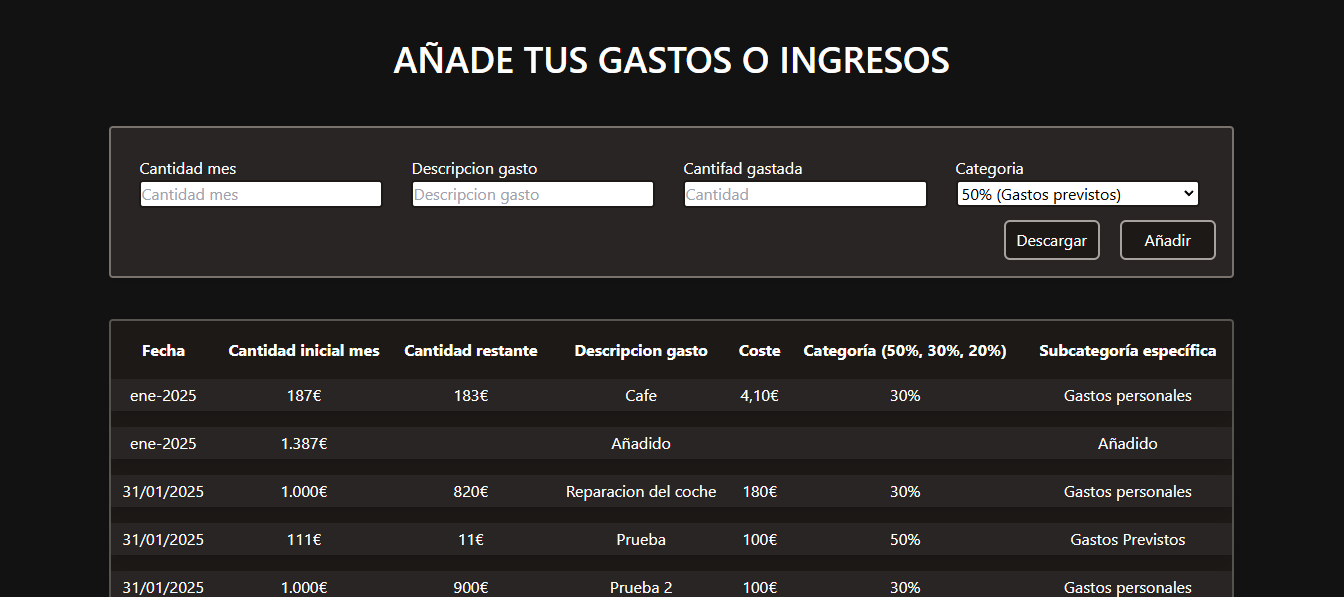 AÑADE TUS GASTOS O INGRESOS
Cantidad mes Descripcion gasto Cantifad gastada Categoria
Cantidad mes Descripcion gasto Cantidad 50% (Gastos previstos)
Descargar Añadir
Fecha Cantidad inicial mes Cantidad restante Descripcion gasto Coste Categoría (50%, 30%, 20%) Subcategoría específica
ene-2025 187€ 183€ Cafe 4,10€ 30% Gastos personales
ene-2025 1.387€ Añadido Añadido
31/01/2025 1.000€ 820€ Reparacion del coche 180€ 30% Gastos personales
31/01/2025 111€ 11€ Prueba 100€ 50% Gastos Previstos
31/01/2025 1.000€ 900€ Prueba 2 100€ 30% Gastos personales